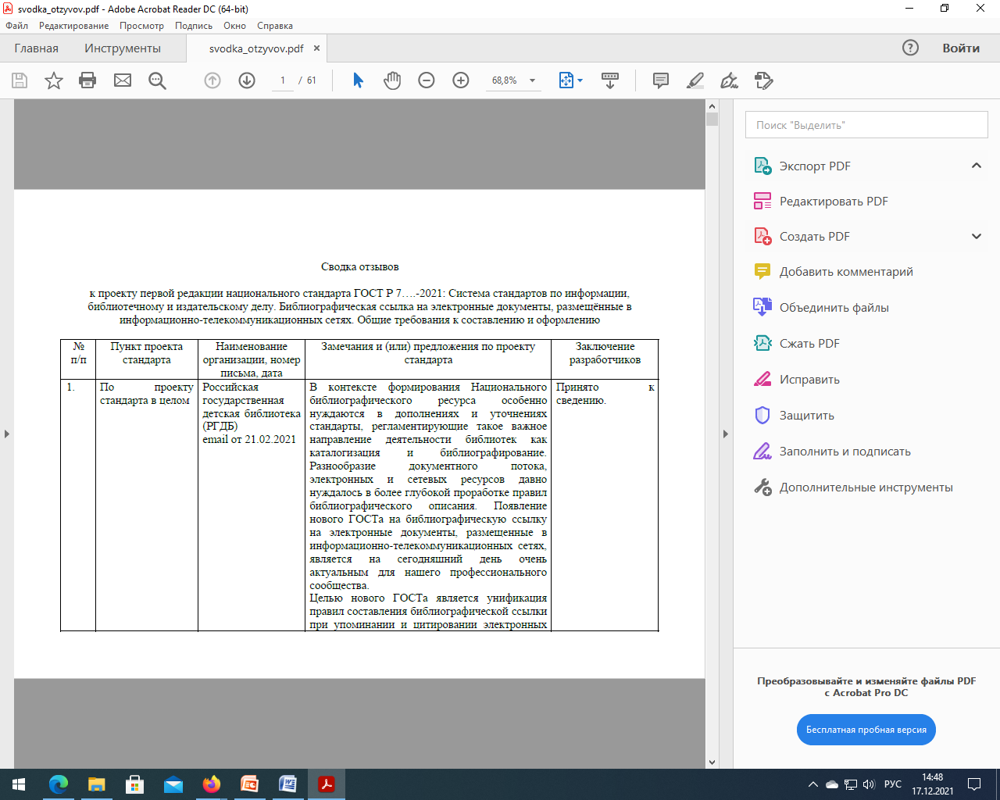 svodka_otzyvov.pdf - Adobe Acrobat Reader DC (64-bit)
Файл Редактирование Просмотр Подпись Окно Справка
Главная Инструменты svodka_otzyvov.pdf × ? Войти
1 / 61 68,8%
Поиск "Выделить"
Экспорт PDF
Редактировать PDF
Создать PDF
Добавить комментарий
Объединить файлы
Сжать PDF
Исправить
Защитить
Заполнить и подписать
Дополнительные инструменты
Преобразовывайте и изменяйте файлы PDF
с Acrobat Pro DC
Бесплатная пробная версия
Сводка отзывов
к проекту первой редакции национального стандарта ГОСТ Р 7….-2021: Система стандартов по информации,
библиотечному и издательскому делу. Библиографическая ссылка на электронные документы, размещённые в
информационно-телекоммуникационных сетях. Общие требования к составлению и оформлению
№
п/п
Пункт проекта
стандарта
Наименование
организации, номер
письма, дата
Замечания и (или) предложения по проекту
стандарта
Заключение
разработчиков
1.
По проекту
стандарта в целом
Российская
государственная
детская библиотека
(РГДБ)
email от 21.02.2021
В контексте формирования Национального
библиографического ресурса особенно
нуждаются в дополнениях и уточнениях
стандарты, регламентирующие такое важное
направление деятельности библиотек как
каталогизация и библиографирование.
Разнообразие документного потока,
электронных и сетевых ресурсов давно
нуждалось в более глубокой проработке правил
библиографического описания. Появление
нового ГОСТа на библиографическую ссылку
на электронные документы, размещенные в
информационно-телекоммуникационных сетях,
является на сегодняшний день очень
актуальным для нашего профессионального
сообщества.
Целью нового ГОСТа является унификация
правил составления библиографической ссылки
при упоминании и цитировании электронных
Принято к
сведению.
РУС
14:48
17.12.2021